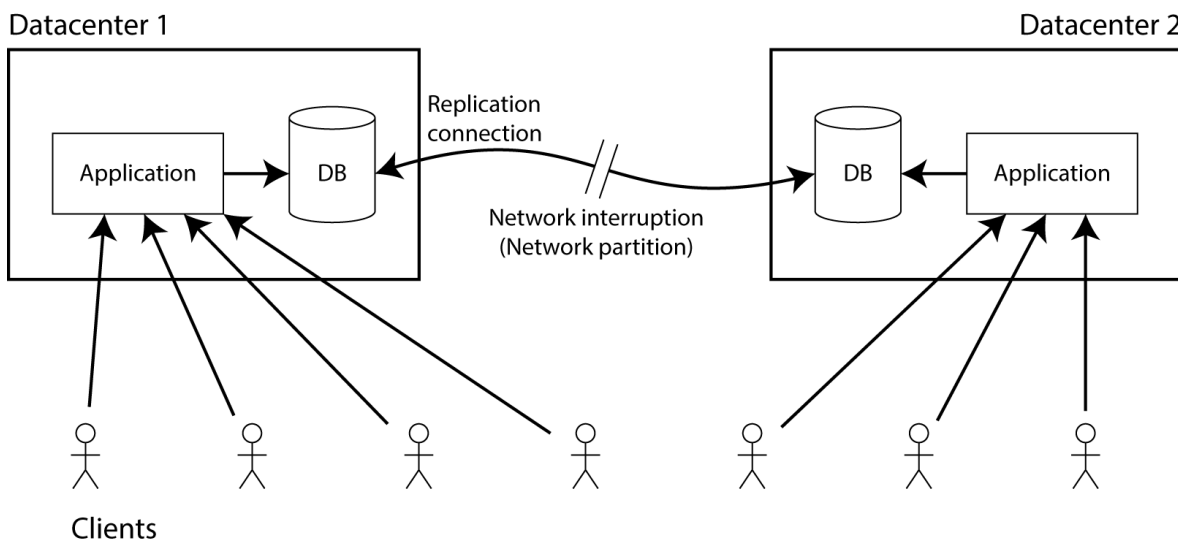 Datacenter 1
Datacenter 2
Replication
connection
Application
DB
DB
Application
Network interruption
(Network partition)
Clients